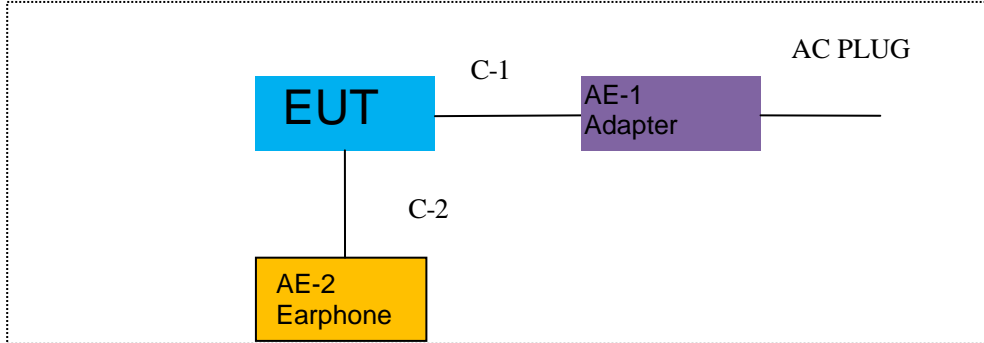 AC PLUG
C-1
EUT
AE-1
Adapter
C-2
AE-2
Earphone